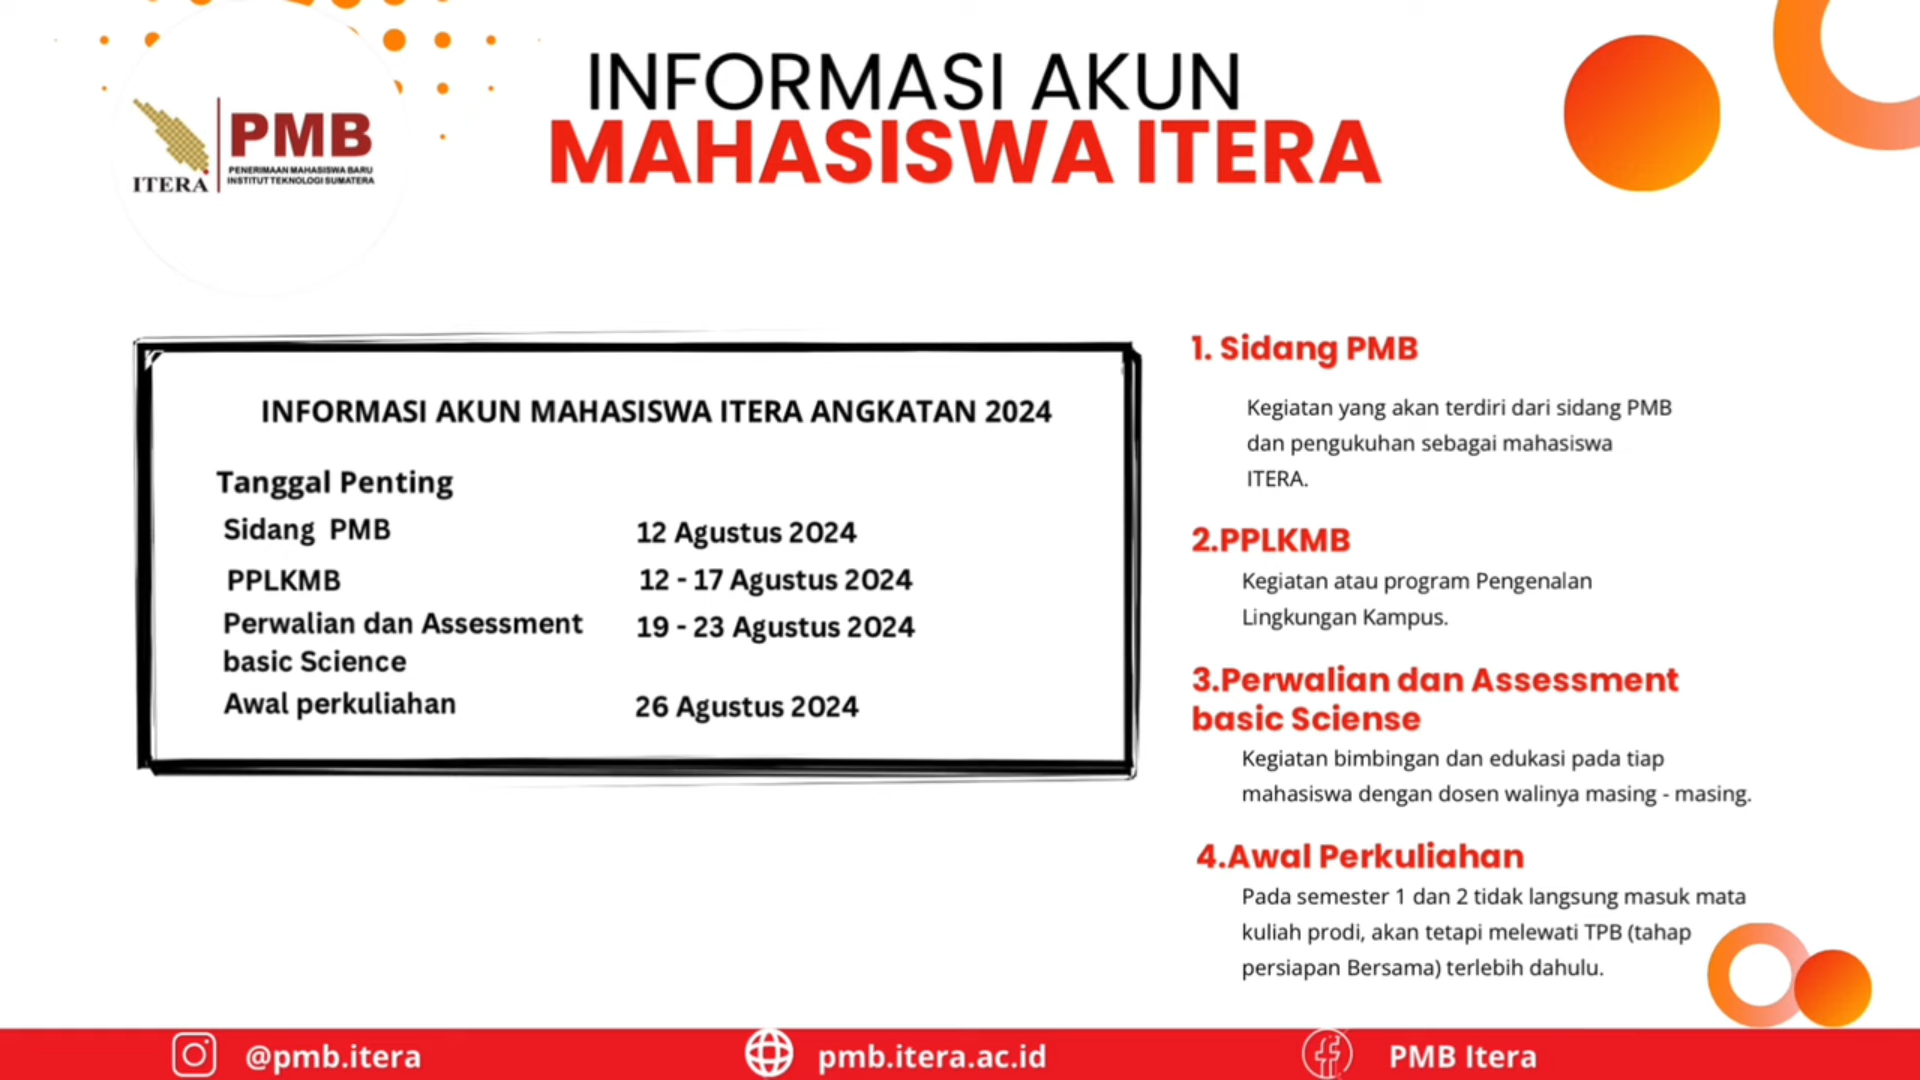 ITERA
PMB
PENERIMAAN MAHASISWA BARU
INSTITUT TEKNOLOGI SUMATERA
INFORMASI AKUN
MAHASISWA ITERA
INFORMASI AKUN MAHASISWA ITERA ANGKATAN 2024
Tanggal Penting
Sidang PMB 12 Agustus 2024
PPLKMB 12 - 17 Agustus 2024
Perwalian dan Assessment 19 - 23 Agustus 2024
basic Science
Awal perkuliahan 26 Agustus 2024
1. Sidang PMB
Kegiatan yang akan terdiri dari sidang PMB
dan pengukuhan sebagai mahasiswa
ITERA.
2.PPLKMB
Kegiatan atau program Pengenalan
Lingkungan Kampus.
3.Perwalian dan Assessment
basic Sciense
Kegiatan bimbingan dan edukasi pada tiap
mahasiswa dengan dosen walinya masing - masing.
4.Awal Perkuliahan
Pada semester 1 dan 2 tidak langsung masuk mata
kuliah prodi, akan tetapi melewati TPB (tahap
persiapan Bersama) terlebih dahulu.
@pmb.itera
pmb.itera.ac.id
PMB Itera